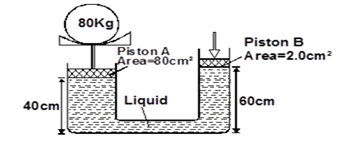 80Kg
Piston A
Area=80cm²
Piston B
Area=2.0cm²
40cm
Liquid
60cm